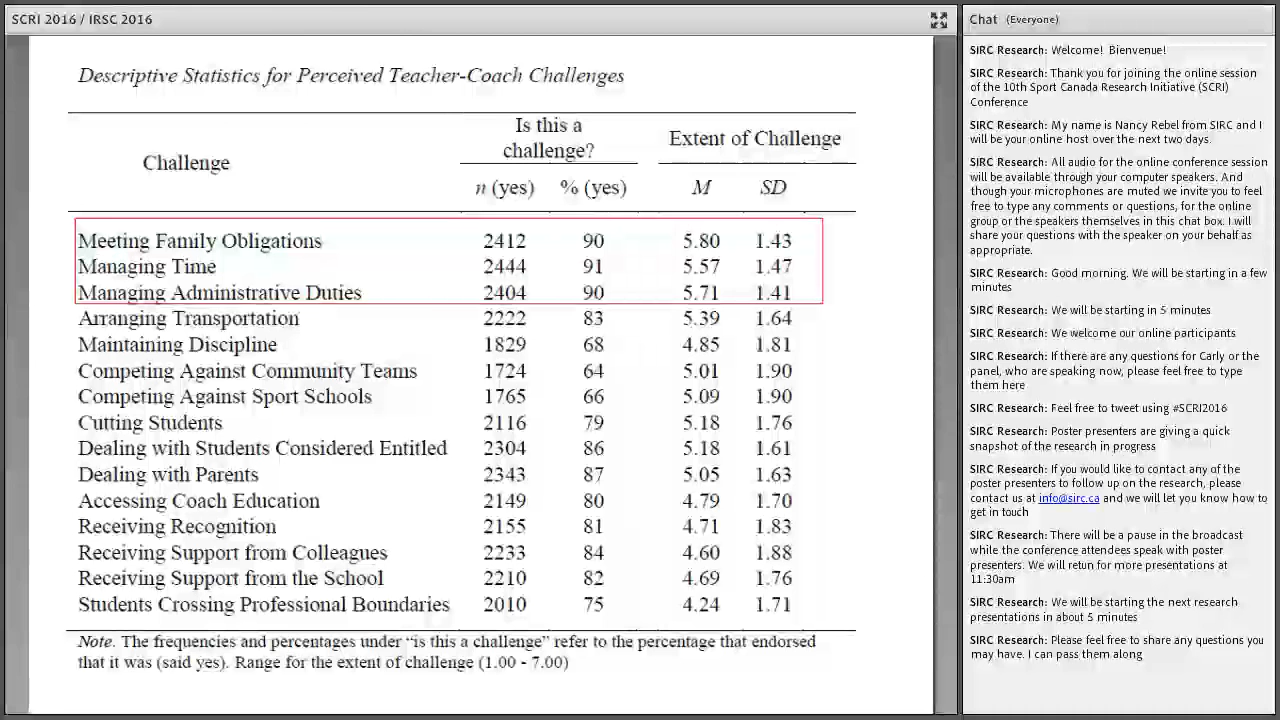 SCRI 2016 / IRSC 2016
Descriptive Statistics for Perceived Teacher-Coach Challenges
Challenge Is this a challenge? Extent of Challenge
n (yes) % (yes) M SD
Meeting Family Obligations 2412 90 5.80 1.43
Managing Time 2444 91 5.57 1.47
Managing Administrative Duties 2404 90 5.71 1.41
Arranging Transportation 2222 83 5.39 1.64
Maintaining Discipline 1829 68 4.85 1.81
Competing Against Community Teams 1724 64 5.01 1.90
Competing Against Sport Schools 1765 66 5.09 1.90
Cutting Students 2116 79 5.18 1.76
Dealing with Students Considered Entitled 2304 86 5.18 1.61
Dealing with Parents 2343 87 5.05 1.63
Accessing Coach Education 2149 80 4.79 1.70
Receiving Recognition 2155 81 4.71 1.83
Receiving Support from Colleagues 2233 84 4.60 1.88
Receiving Support from the School 2210 82 4.69 1.76
Students Crossing Professional Boundaries 2010 75 4.24 1.71
Note. The frequencies and percentages under “is this a challenge” refer to the percentage that endorsed
that it was (said yes). Range for the extent of challenge (1.00 - 7.00)
Chat (Everyone)
SIRC Research: Welcome! Bienvenue!
SIRC Research: Thank you for joining the online session
of the 10th Sport Canada Research Initiative (SCRI)
Conference
SIRC Research: My name is Nancy Rebel from SIRC and I
will be your online host over the next two days.
SIRC Research: All audio for the online conference session
will be available through your computer speakers. And
though your microphones are muted we invite you to feel
free to type any comments or questions, for the online
group or the speakers themselves in this chat box. I will
share your questions with the speaker on your behalf as
appropriate.
SIRC Research: Good morning. We will be starting in a few
minutes
SIRC Research: We will be starting in 5 minutes
SIRC Research: We welcome our online participants
SIRC Research: If there are any questions for Carly or the
panel, who are speaking now, please feel free to type
them here
SIRC Research: Feel free to tweet using #SCRI2016
SIRC Research: Poster presenters are giving a quick
snapshot of the research in progress
SIRC Research: If you would like to contact any of the
poster presenters to follow up on the research, please
contact us at info@sirc.ca and we will let you know how to
get in touch
SIRC Research: There will be a pause in the broadcast
while the conference attendees speak with poster
presenters. We will retun for more presentations at
11:30am
SIRC Research: We will be starting the next research
presentations in about 5 minutes
SIRC Research: Please feel free to share any questions you
may have. I can pass them along